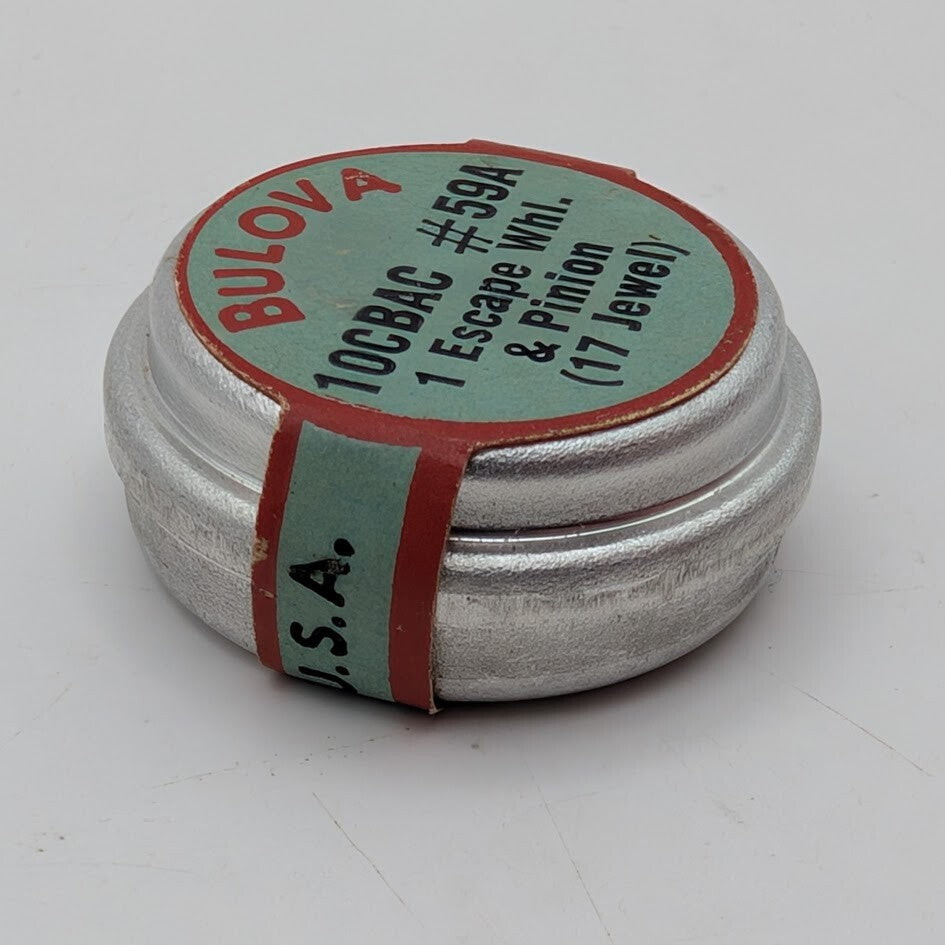 BULOVA
10CBAC #59A
1 Escape Whl.
& Pinion
(17 Jewel)
U.S.A.